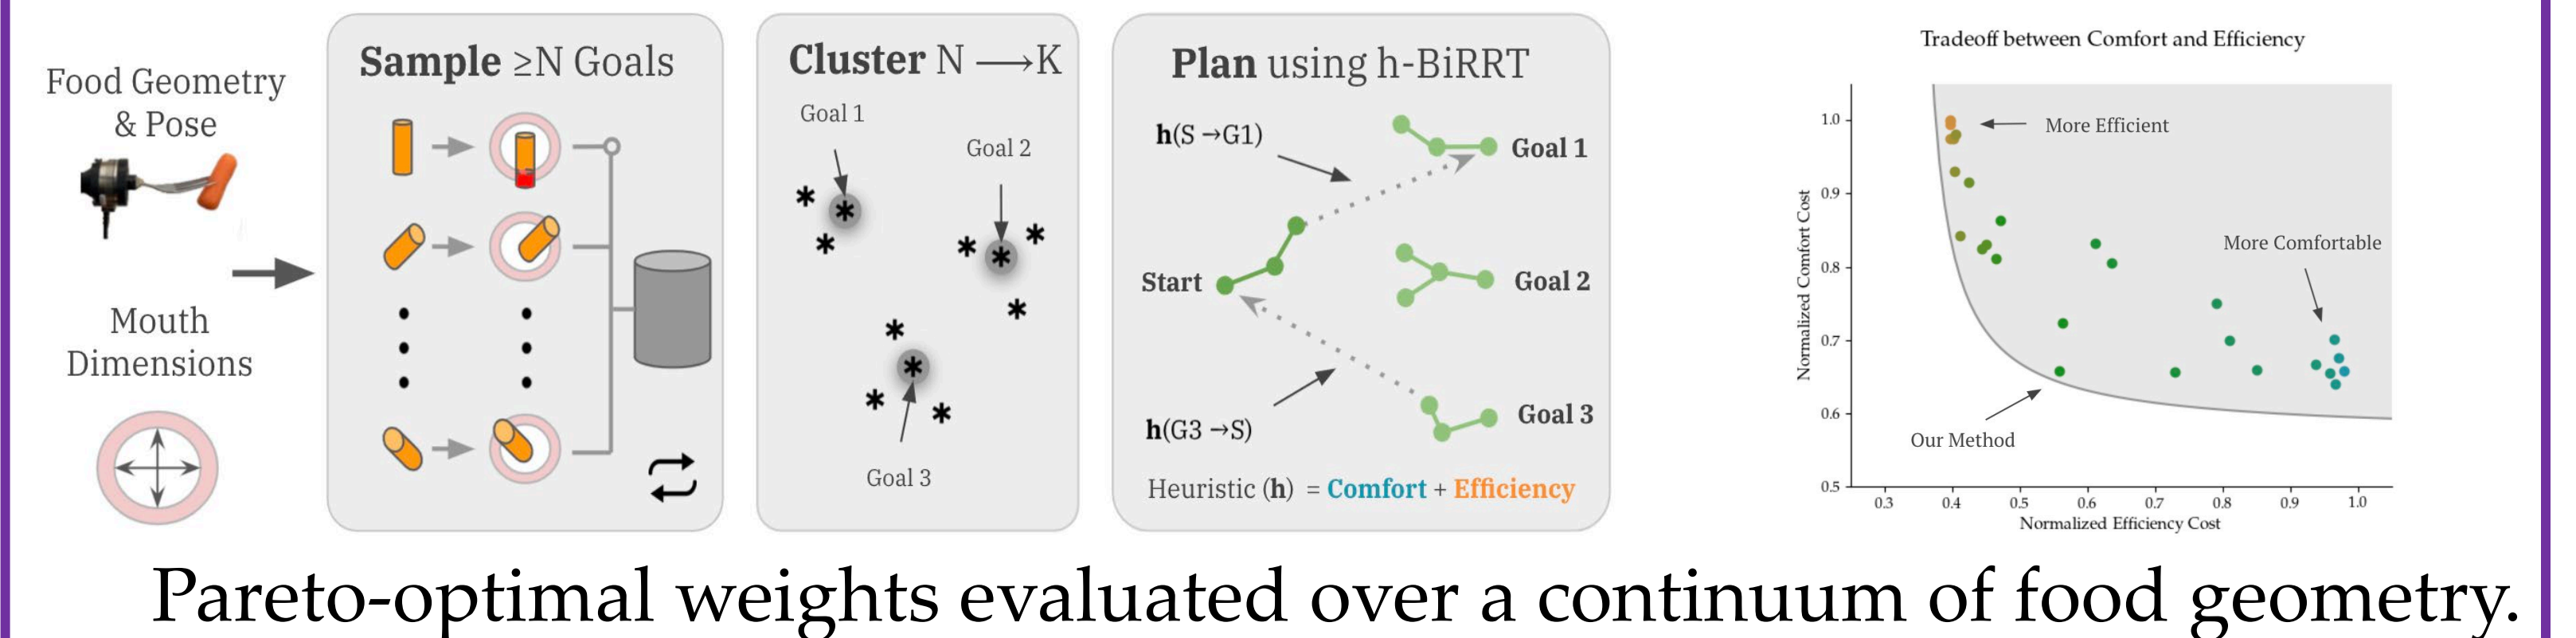 Food Geometry
& Pose
Mouth
Dimensions
Sample ≥N Goals
Cluster N ⟶K
Goal 1
Goal 2
Goal 3
Plan using h-BiRRT
h(S →G1)
Goal 1
Start
Goal 2
h(G3 →S)
Goal 3
Heuristic (h) = Comfort + Efficiency
Tradeoff between Comfort and Efficiency
Normalized Comfort Cost
1.0
0.9
0.8
0.7
0.6
0.5
More Efficient
More Comfortable
Our Method
0.3 0.4 0.5 0.6 0.7 0.8 0.9 1.0
Normalized Efficiency Cost
Pareto-optimal weights evaluated over a continuum of food geometry.